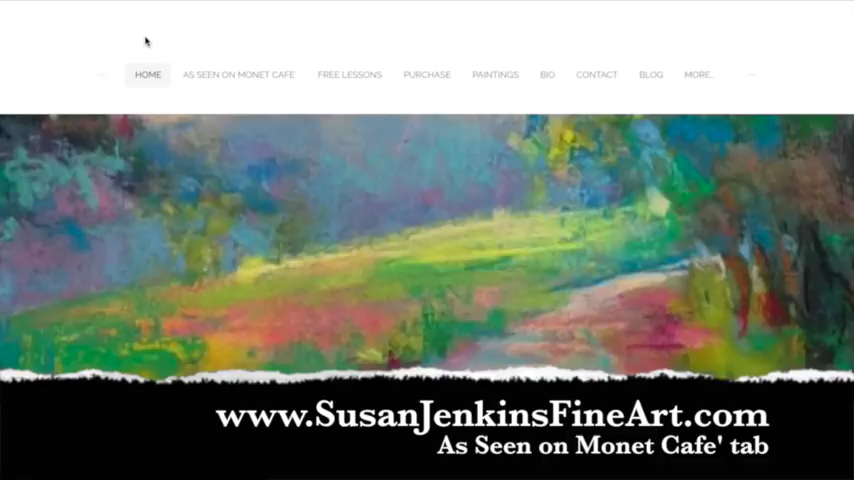 HOME AS SEEN ON MONET CAFE' FREE LESSONS PURCHASE PAINTINGS BIO CONTACT BLOG MORE...
www.SusanJenkinsFineArt.com
As Seen on Monet Cafe' tab